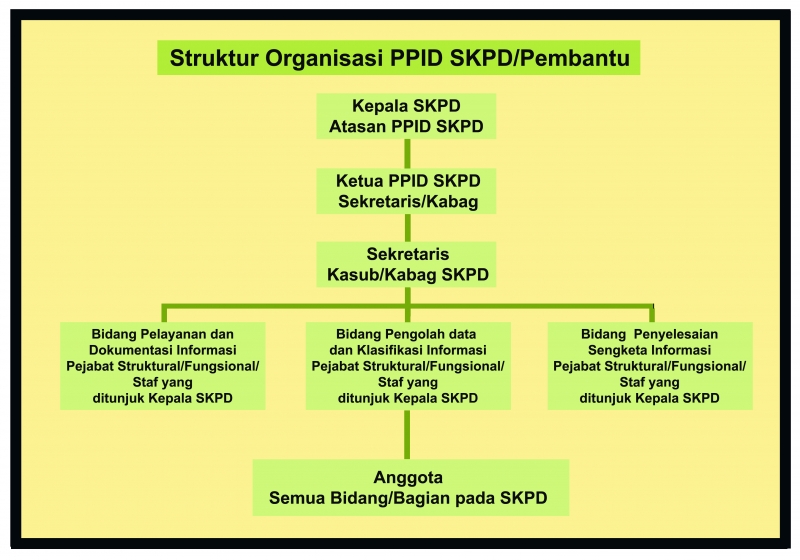 Struktur Organisasi PPID SKPD/Pembantu
Kepala SKPD
Atasan PPID SKPD
Ketua PPID SKPD
Sekretaris/Kabag
Sekretaris
Kasub/Kabag SKPD
Bidang Pelayanan dan
Dokumentasi Informasi
Pejabat Struktural/Fungsional/
Staf yang
ditunjuk Kepala SKPD
Bidang Pengolah data
dan Klasifikasi Informasi
Pejabat Struktural/Fungsional/
Staf yang
ditunjuk Kepala SKPD
Bidang Penyelesaian
Sengketa Informasi
Pejabat Struktural/Fungsional/
Staf yang
ditunjuk Kepala SKPD
Anggota
Semua Bidang/Bagian pada SKPD